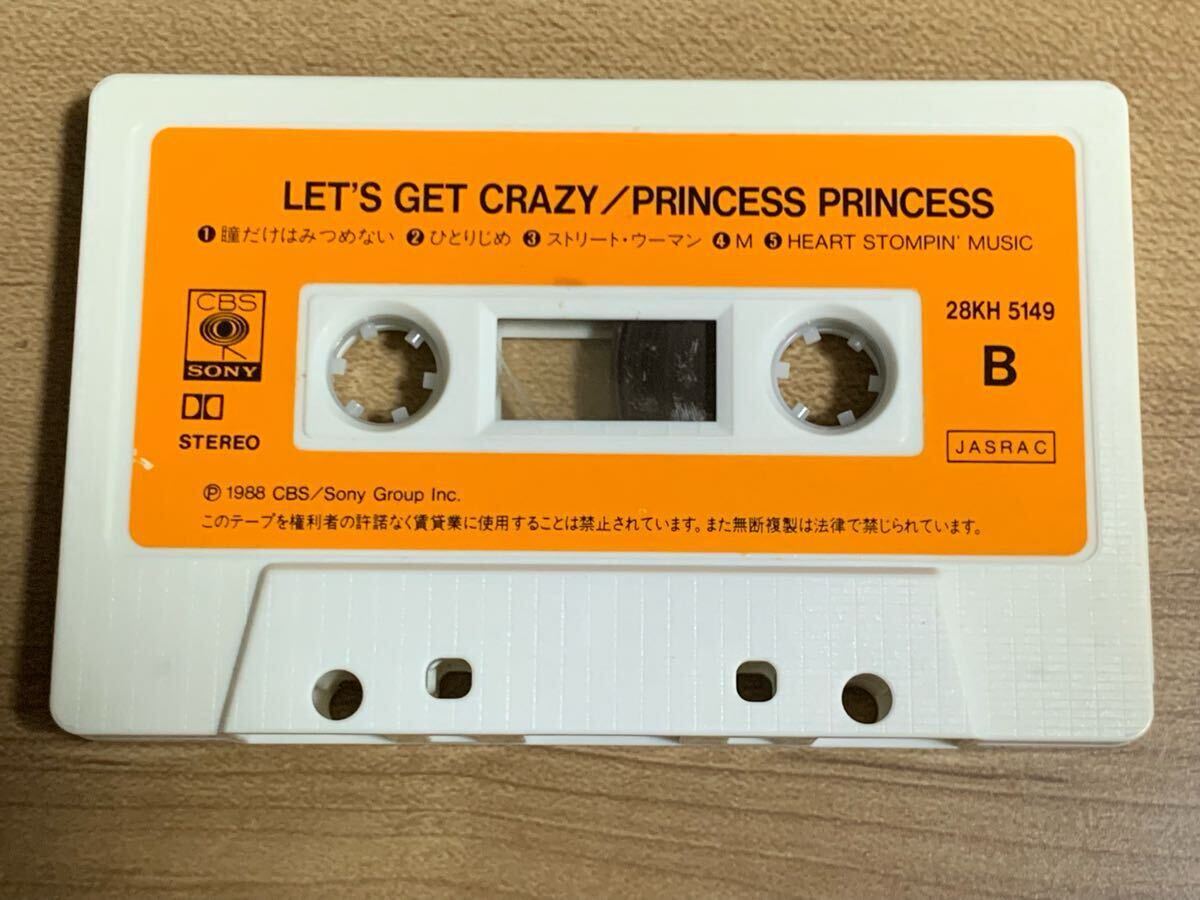 LET'S GET CRAZY/PRINCESS PRINCESS
❶瞳だけはみつめない ❷ひとりじめ ❸ストリート・ウーマン ❹M ❺HEART STOMPIN' MUSIC
CBS
SONY
STEREO
28KH 5149
B
JASRAC
Ⓟ 1988 CBS/Sony Group Inc.
このテープを権利者の許諾なく賃貸業に使用することは禁止されています。また無断複製は法律で禁じられています。